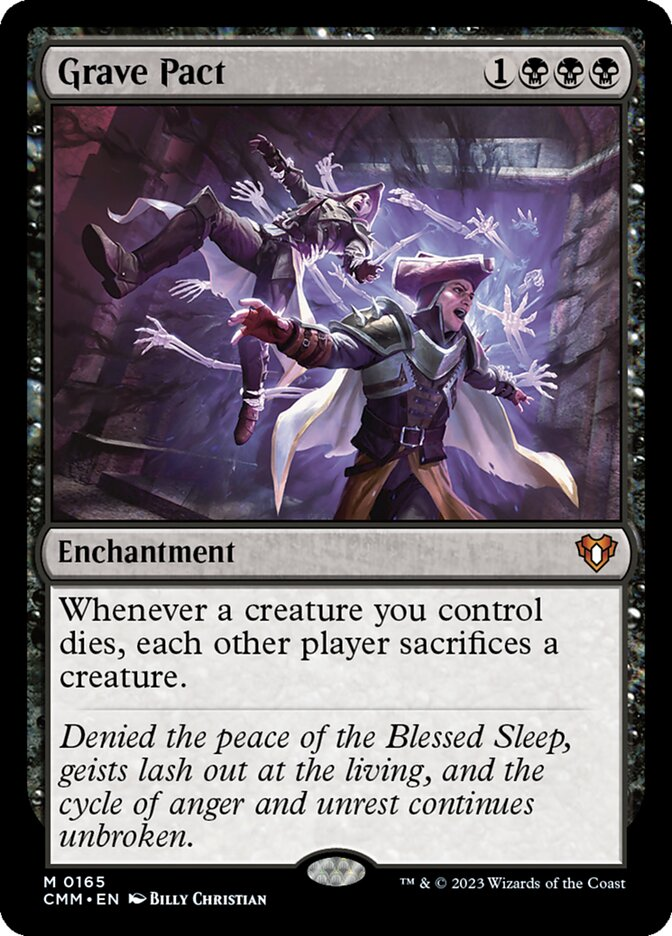 Grave Pact 1
Enchantment
Whenever a creature you control
dies, each other player sacrifices a
creature.
Denied the peace of the Blessed Sleep,
geists lash out at the living, and the
cycle of anger and unrest continues
unbroken.
M 0165
CMM • EN Billy Christian
™ & © 2023 Wizards of the Coast